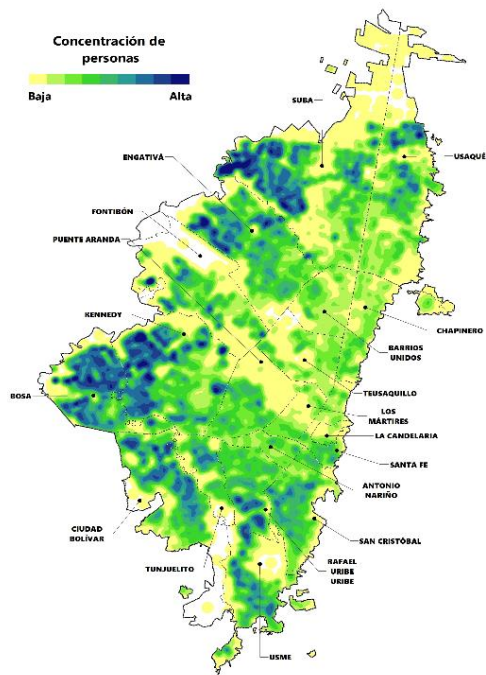 Concentración de
personas
Baja
Alta
SUBA
USAQUÉ
ENGATIVÁ
FONTIBÓN
PUENTE ARANDA
KENNEDY
CHAPINERO
BARRIOS
UNIDOS
BOSA
TEUSAQUILLO
LOS
MÁRTIRES
LA CANDELARIA
SANTA FE
ANTONIO
NARIÑO
CIUDAD
BOLÍVAR
SAN CRISTÓBAL
TUNJUELITO
RAFAEL
URIBE
URIBE
USME